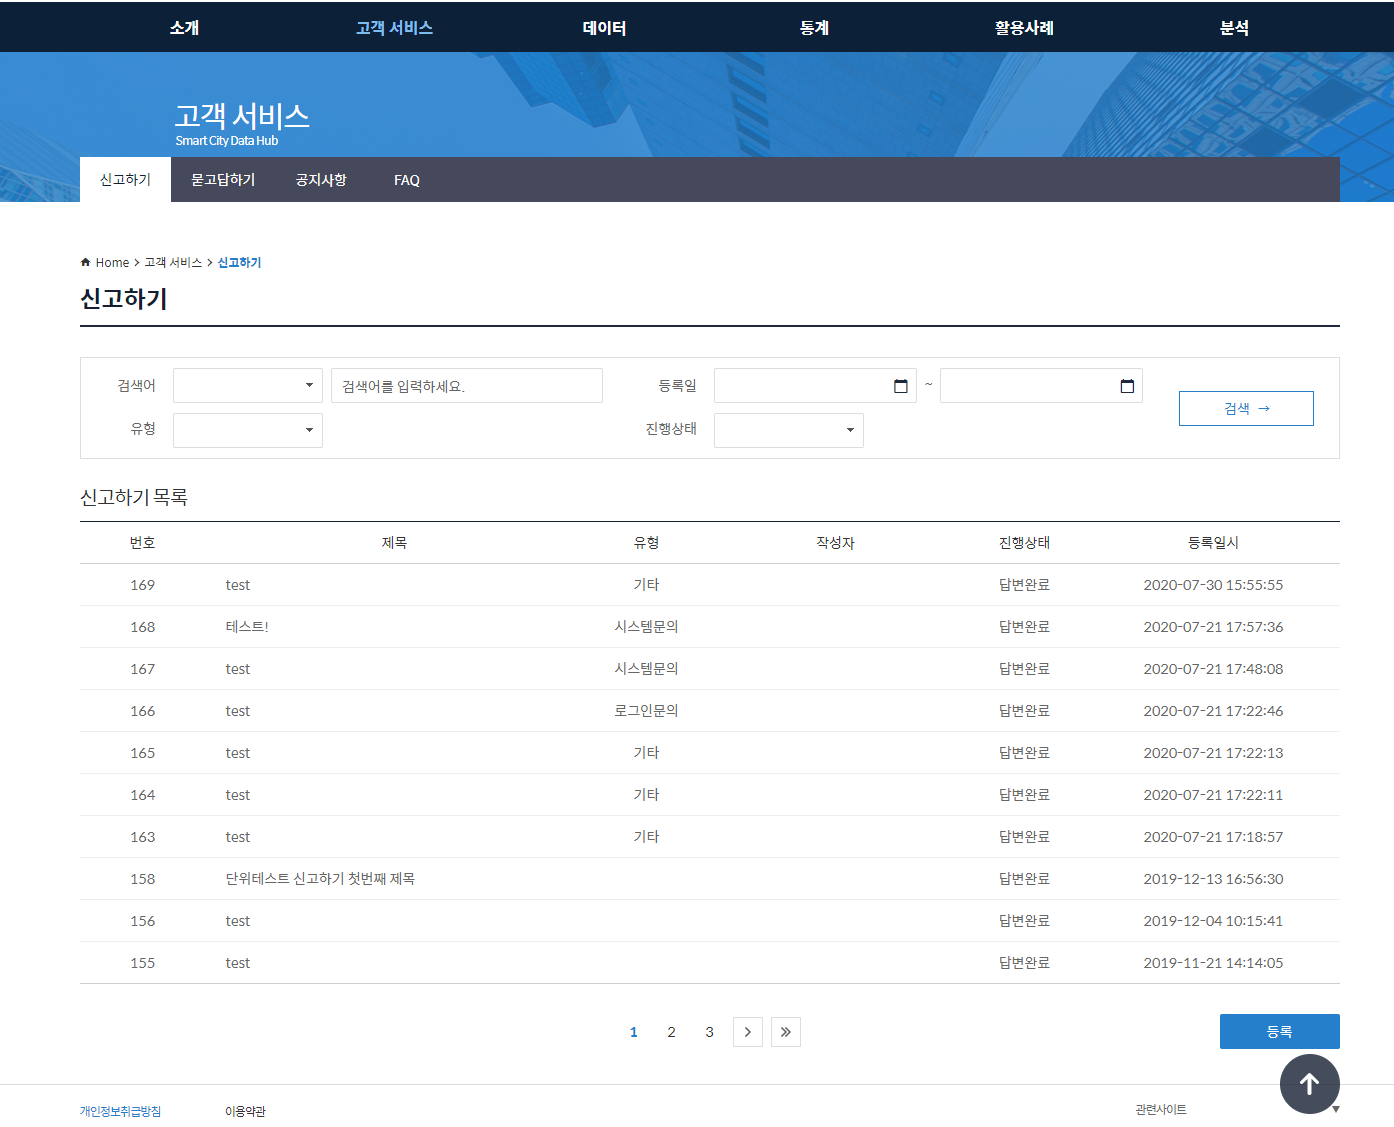 소개 고객 서비스 데이터 통계 활용사례 분석
고객 서비스
Smart City Data Hub
신고하기 묻고답하기 공지사항 FAQ
Home > 고객 서비스 > 신고하기
신고하기
검색어 검색어를 입력하세요. 등록일 ~
검색 →
유형 진행상태
신고하기 목록
번호 제목 유형 작성자 진행상태 등록일시
169 test 기타 답변완료 2020-07-30 15:55:55
168 테스트! 시스템문의 답변완료 2020-07-21 17:57:36
167 test 시스템문의 답변완료 2020-07-21 17:48:08
166 test 로그인문의 답변완료 2020-07-21 17:22:46
165 test 기타 답변완료 2020-07-21 17:22:13
164 test 기타 답변완료 2020-07-21 17:22:11
163 test 기타 답변완료 2020-07-21 17:18:57
158 단위테스트 신고하기 첫번째 제목 답변완료 2019-12-13 16:56:30
156 test 답변완료 2019-12-04 10:15:41
155 test 답변완료 2019-11-21 14:14:05
1 2 3 > »
등록
개인정보취급방침 이용약관 관련사이트